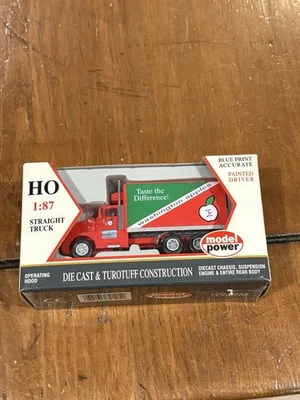 HO
1:87
STRAIGHT
TRUCK
Taste the
Difference!
washington apples
BLUE PRINT
ACCURATE
PAINTED
DRIVER
model
power
OPERATING
HOOD
DIE CAST & TUROTUFF CONSTRUCTION
DIECAST CHASSIS, SUSPENSION
ENGINE & ENTIRE REAR BODY